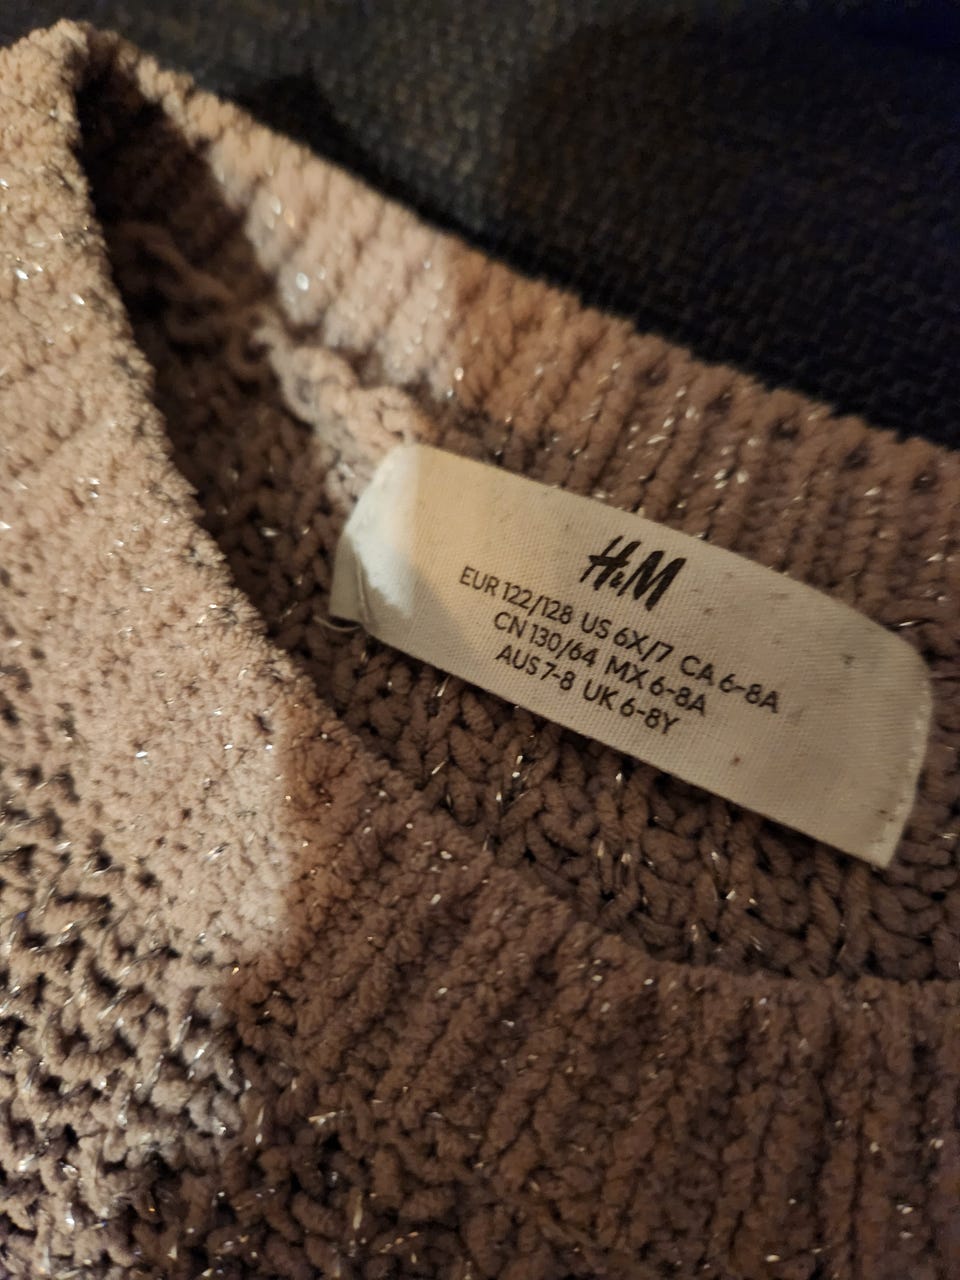 H&M
EUR 122/128 US 6X/7 CA 6-8A
CN 130/64 MX 6-8A
AUS 7-8 UK 6-8Y